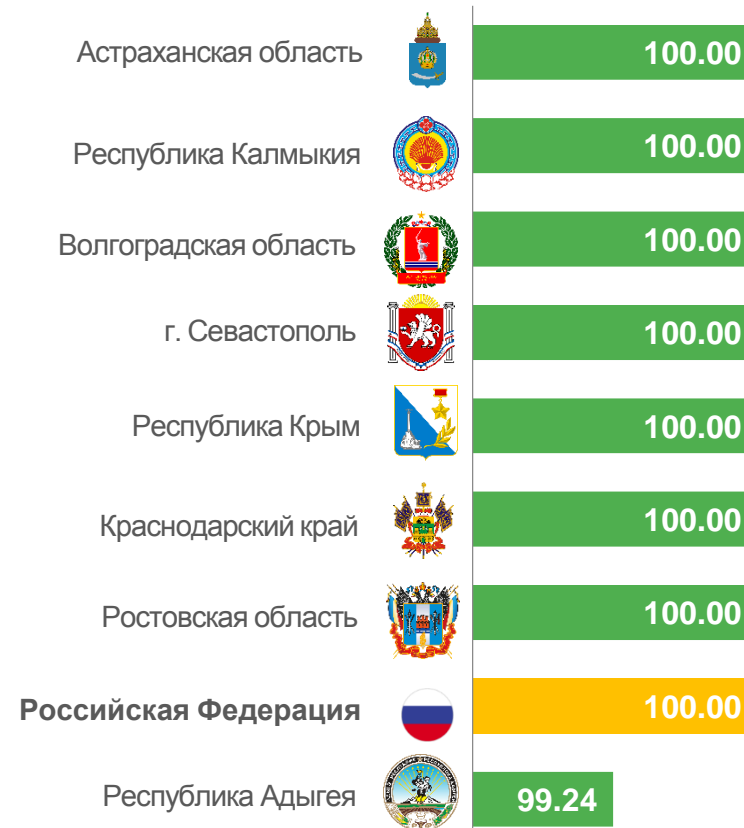 Астраханская область 100.00
Республика Калмыкия 100.00
Волгоградская область 100.00
г. Севастополь 100.00
Республика Крым 100.00
Краснодарский край 100.00
Ростовская область 100.00
Российская Федерация 100.00
Республика Адыгея 99.24